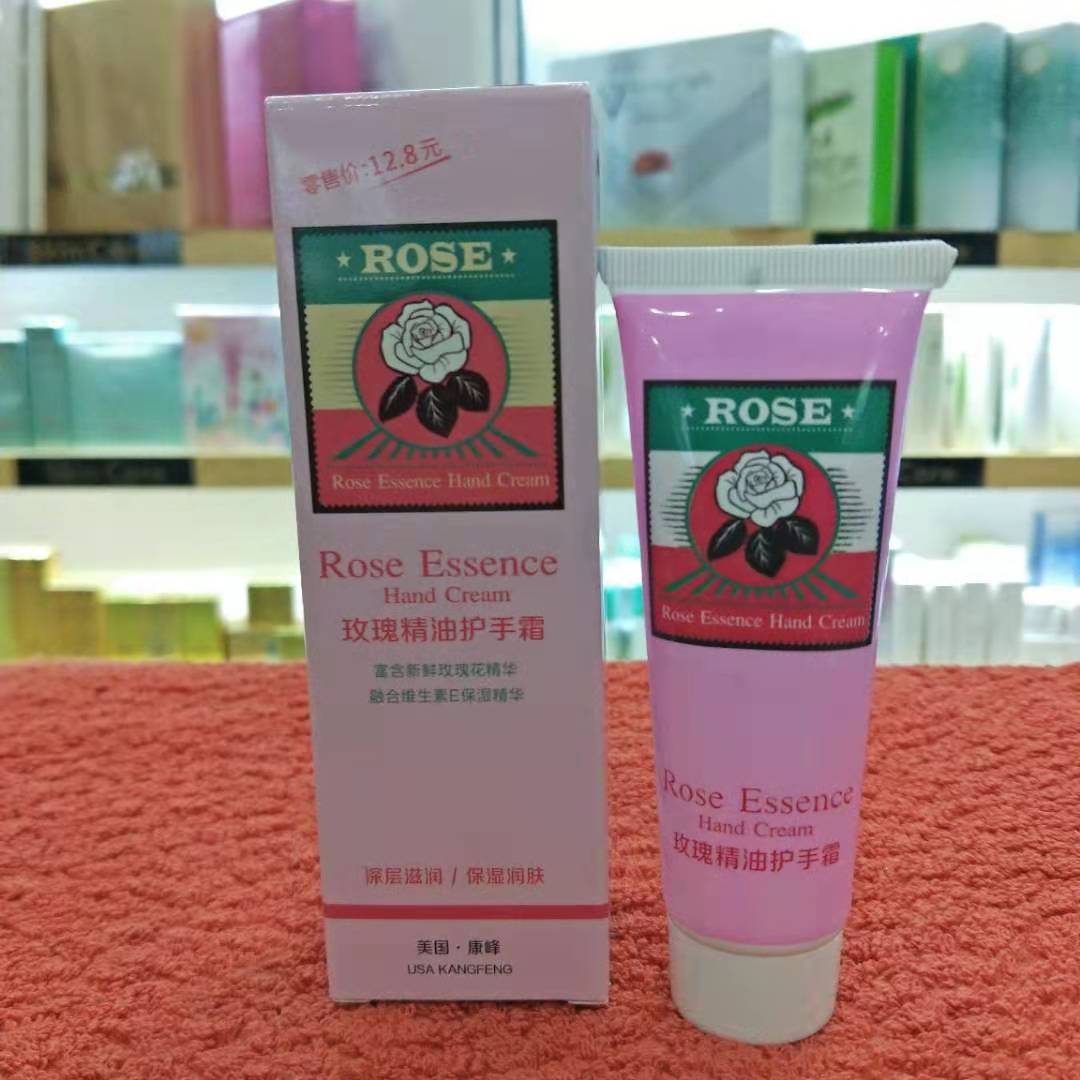 零售价:12.8元
ROSE
Rose Essence Hand Cream
Rose Essence
Hand Cream
玫瑰精油护手霜
富含新鲜玫瑰花精华
融合维生素E保湿精华
深层滋润 / 保湿润肤
美国·康峰
USA KANGFENG
ROSE
Rose Essence Hand Cream
Rose Essence
Hand Cream
玫瑰精油护手霜